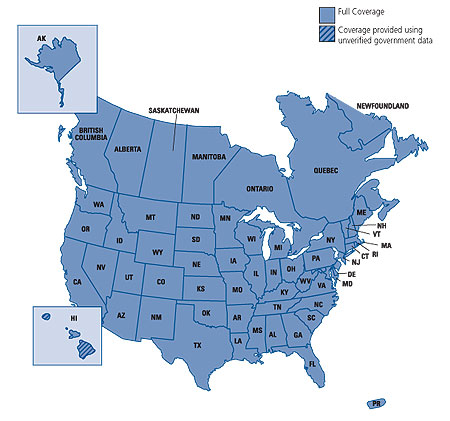 Full Coverage
Coverage provided using
unverified government data
AK
SASKATCHEWAN
NEWFOUNDLAND
BRITISH
COLUMBIA
ALBERTA
MANITOBA
ONTARIO
QUEBEC
WA
MT
ND
MN
ME
NH
VT
OR
ID
SD
WI
MI
NY
MA
WY
IA
PA
CT
RI
NJ
NV
NE
IL
IN
OH
DE
MD
CA
UT
CO
KS
MO
WV
VA
KY
HI
AZ
NM
OK
AR
TN
NC
SC
TX
LA
MS
AL
GA
FL
PR